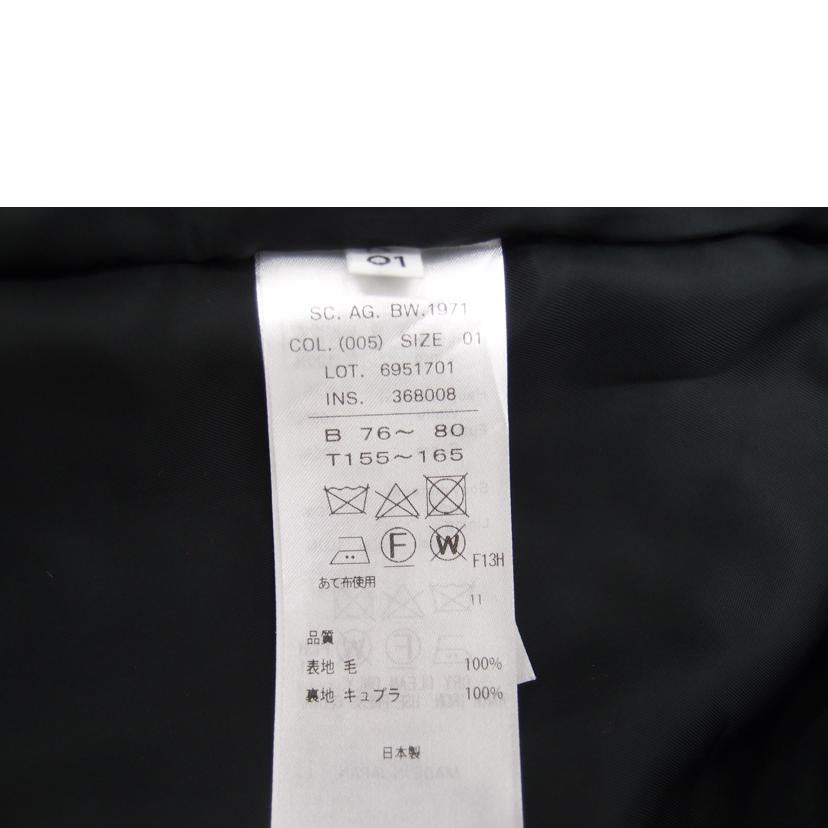 01
SC. AG. BW. 1971
COL. (005) SIZE 01
LOT. 6951701
INS. 368008
B 76～ 80
T155～165
F W F13H
あて布使用
11
品質
表地 毛 100%
裏地 キュプラ 100%
日本製